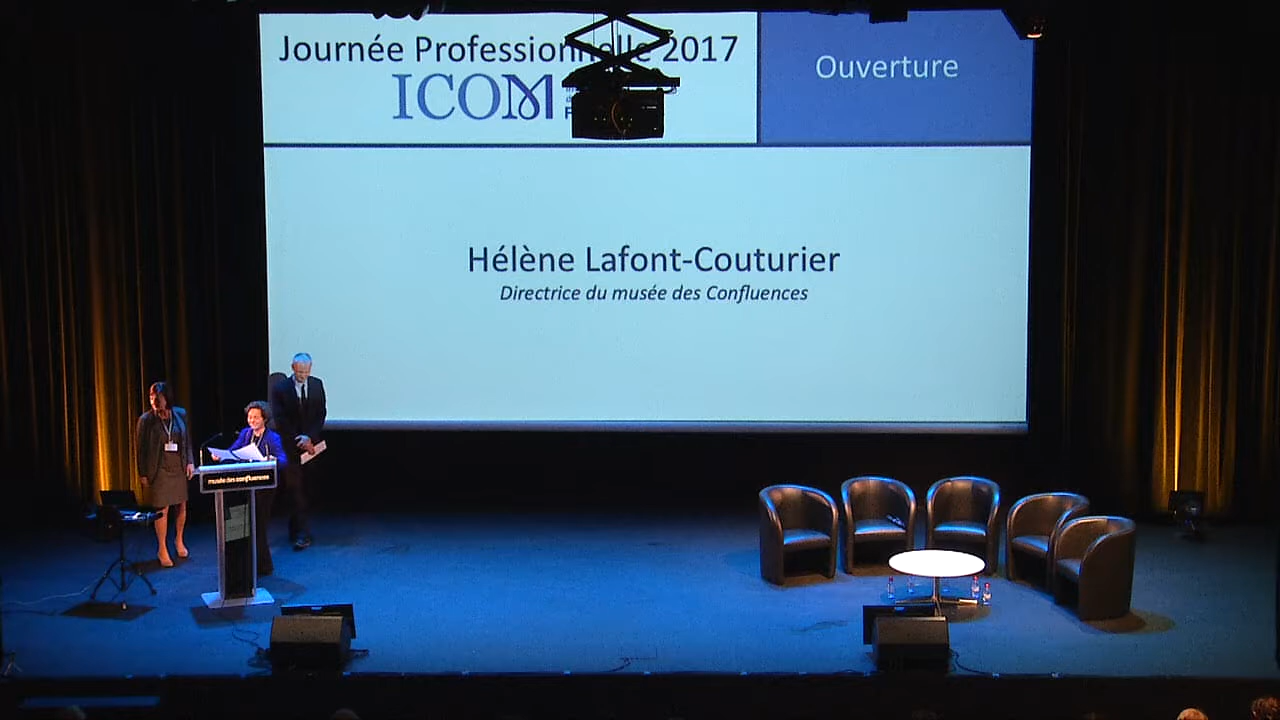 Journée Professionnelle 2017
ICOM
Ouverture
Hélène Lafont-Couturier
Directrice du musée des Confluences
musée des confluences